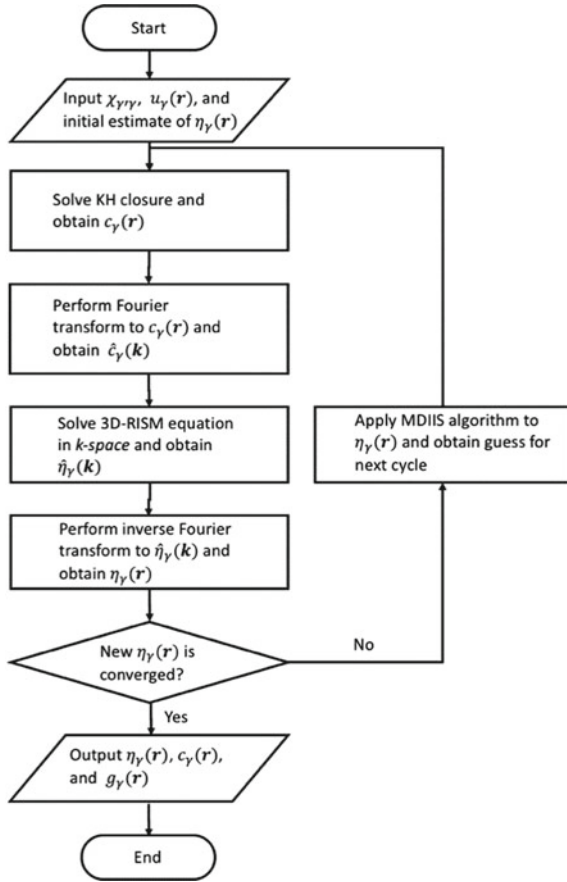 Start
Input χγ′γ, uγ(r), and
initial estimate of ηγ(r)
Solve KH closure and
obtain cγ(r)
Perform Fourier
transform to cγ(r) and
obtain ĉγ(k)
Solve 3D-RISM equation
in k-space and obtain
η̂γ(k)
Apply MDIIS algorithm to
ηγ(r) and obtain guess for
next cycle
Perform inverse Fourier
transform to η̂γ(k) and
obtain ηγ(r)
New ηγ(r) is
converged?
No
Yes
Output ηγ(r), cγ(r),
and gγ(r)
End